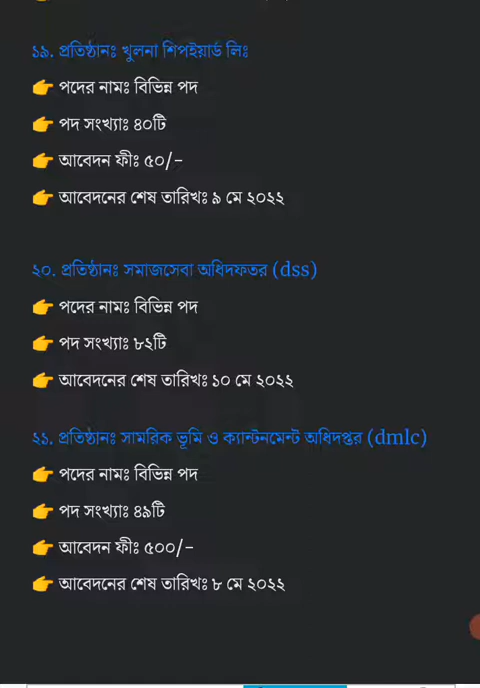 ১৯. প্রতিষ্ঠানঃ খুলনা শিপইয়ার্ড লিঃ
👉 পদের নামঃ বিভিন্ন পদ
👉 পদ সংখ্যাঃ ৪০টি
👉 আবেদন ফীঃ ৫০/-
👉 আবেদনের শেষ তারিখঃ ৯ মে ২০২২
২০. প্রতিষ্ঠানঃ সমাজসেবা অধিদফতর (dss)
👉 পদের নামঃ বিভিন্ন পদ
👉 পদ সংখ্যাঃ ৮২টি
👉 আবেদনের শেষ তারিখঃ ১০ মে ২০২২
২১. প্রতিষ্ঠানঃ সামরিক ভূমি ও ক্যান্টনমেন্ট অধিদপ্তর (dmlc)
👉 পদের নামঃ বিভিন্ন পদ
👉 পদ সংখ্যাঃ ৪৯টি
👉 আবেদন ফীঃ ৫০০/-
👉 আবেদনের শেষ তারিখঃ ৮ মে ২০২২